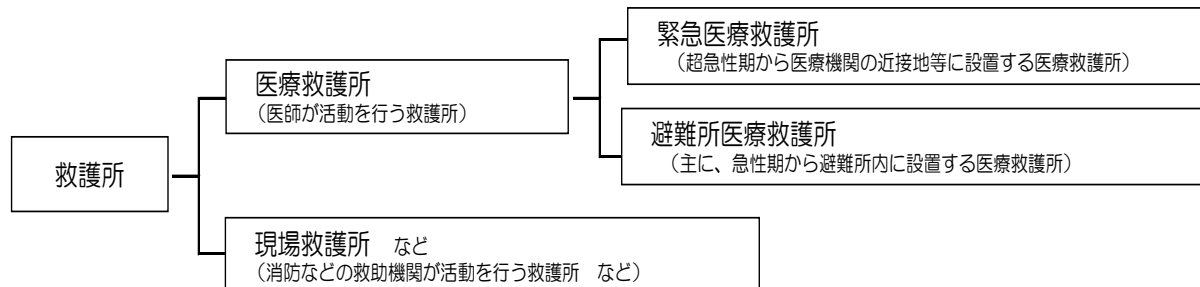 救護所
医療救護所
（医師が活動を行う救護所）
緊急医療救護所
（超急性期から医療機関の近接地等に設置する医療救護所）
避難所医療救護所
（主に、急性期から避難所内に設置する医療救護所）
現場救護所　など
（消防などの救助機関が活動を行う救護所　など）